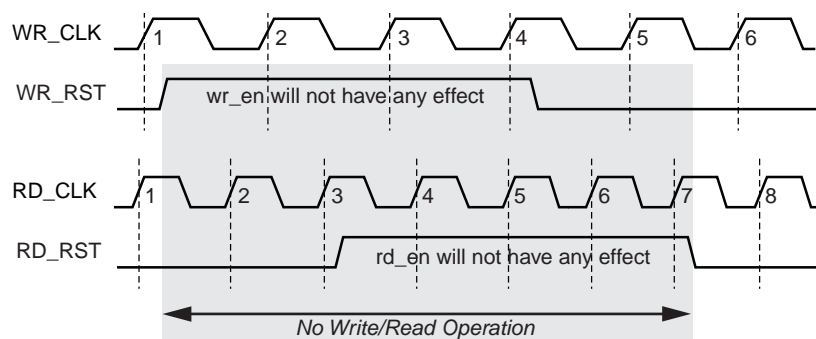 WR_CLK 1 2 3 4 5 6
WR_RST wr_en will not have any effect
RD_CLK 1 2 3 4 5 6 7 8
RD_RST rd_en will not have any effect
No Write/Read Operation